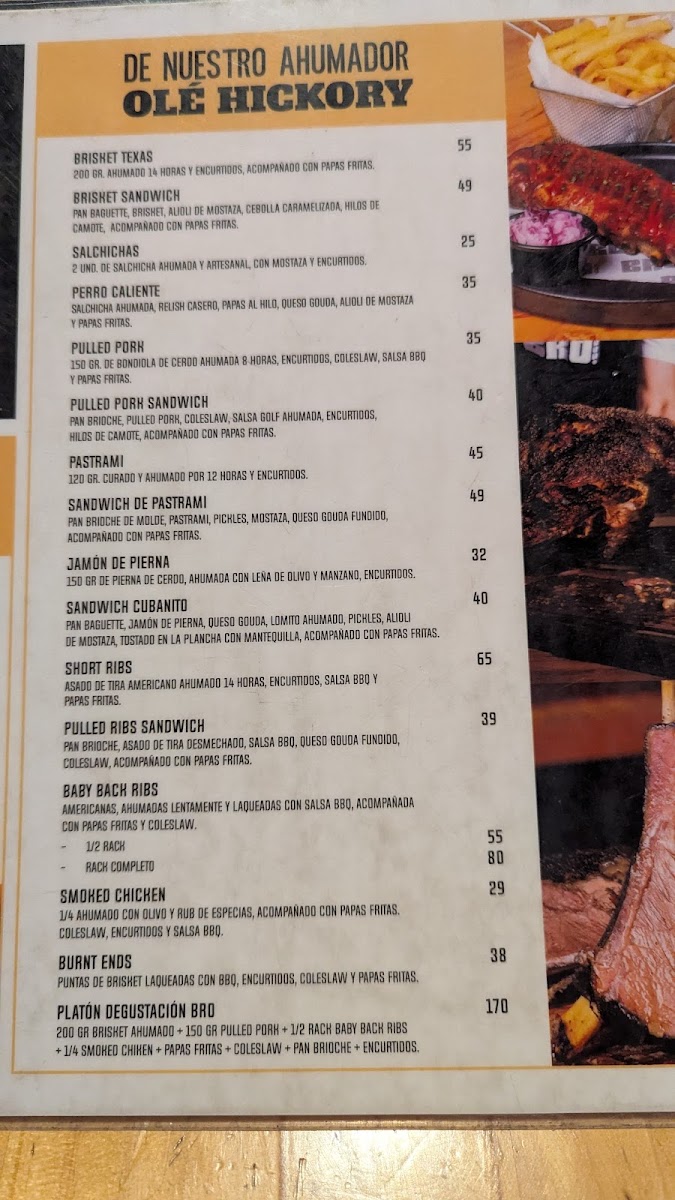 DE NUESTRO AHUMADOR
OLÉ HICKORY
BRISKET TEXAS 55
200 GR. AHUMADO 14 HORAS Y ENCURTIDOS, ACOMPAÑADO CON PAPAS FRITAS.
BRISKET SANDWICH 49
PAN BAGUETTE, BRISKET, ALIOLI DE MOSTAZA, CEBOLLA CARAMELIZADA, HILOS DE
CAMOTE, ACOMPAÑADO CON PAPAS FRITAS.
SALCHICHAS 25
2 UND. DE SALCHICHA AHUMADA Y ARTESANAL, CON MOSTAZA Y ENCURTIDOS.
PERRO CALIENTE 35
SALCHICHA AHUMADA, RELISH CASERO, PAPAS AL HILO, QUESO GOUDA, ALIOLI DE MOSTAZA
Y PAPAS FRITAS.
PULLED PORK 35
150 GR. DE BONDIOLA DE CERDO AHUMADA 8 HORAS, ENCURTIDOS, COLESLAW, SALSA BBQ
Y PAPAS FRITAS.
PULLED PORK SANDWICH 40
PAN BRIOCHE, PULLED PORK, COLESLAW, SALSA GOLF AHUMADA, ENCURTIDOS,
HILOS DE CAMOTE, ACOMPAÑADO CON PAPAS FRITAS.
PASTRAMI 45
120 GR. CURADO Y AHUMADO POR 12 HORAS Y ENCURTIDOS.
SANDWICH DE PASTRAMI 49
PAN BRIOCHE DE MOLDE, PASTRAMI, PICKLES, MOSTAZA, QUESO GOUDA FUNDIDO,
ACOMPAÑADO CON PAPAS FRITAS.
JAMÓN DE PIERNA 32
150 GR DE PIERNA DE CERDO, AHUMADA CON LEÑA DE OLIVO Y MANZANO, ENCURTIDOS.
SANDWICH CUBANITO 40
PAN BAGUETTE, JAMÓN DE PIERNA, QUESO GOUDA, LOMITO AHUMADO, PICHLES, ALIOLI
DE MOSTAZA, TOSTADO EN LA PLANCHA CON MANTEQUILLA, ACOMPAÑADO CON PAPAS FRITAS.
SHORT RIBS 65
ASADO DE TIRA AMERICANO AHUMADO 14 HORAS, ENCURTIDOS, SALSA BBQ Y
PAPAS FRITAS.
PULLED RIBS SANDWICH 39
PAN BRIOCHE, ASADO DE TIRA DESMECHADO, SALSA BBQ, QUESO GOUDA FUNDIDO,
COLESLAW, ACOMPAÑADO CON PAPAS FRITAS.
BABY BACK RIBS
AMERICANAS, AHUMADAS LENTAMENTE Y LAQUEADAS CON SALSA BBQ, ACOMPAÑADA
CON PAPAS FRITAS Y COLESLAW.
- 1/2 RACK 55
- RACK COMPLETO 80
SMOKED CHICKEN 29
1/4 AHUMADO CON OLIVO Y RUB DE ESPECIAS, ACOMPAÑADO CON PAPAS FRITAS.
COLESLAW, ENCURTIDOS Y SALSA BBQ.
BURNT ENDS 38
PUNTAS DE BRISKET LAQUEADAS CON BBQ, ENCURTIDOS, COLESLAW Y PAPAS FRITAS.
PLATÓN DEGUSTACIÓN BRO 170
200 GR BRISKET AHUMADO + 150 GR PULLED PORK + 1/2 RACK BABY BACK RIBS
+ 1/4 SMOKED CHIKEN + PAPAS FRITAS + COLESLAW + PAN BRIOCHE + ENCURTIDOS.